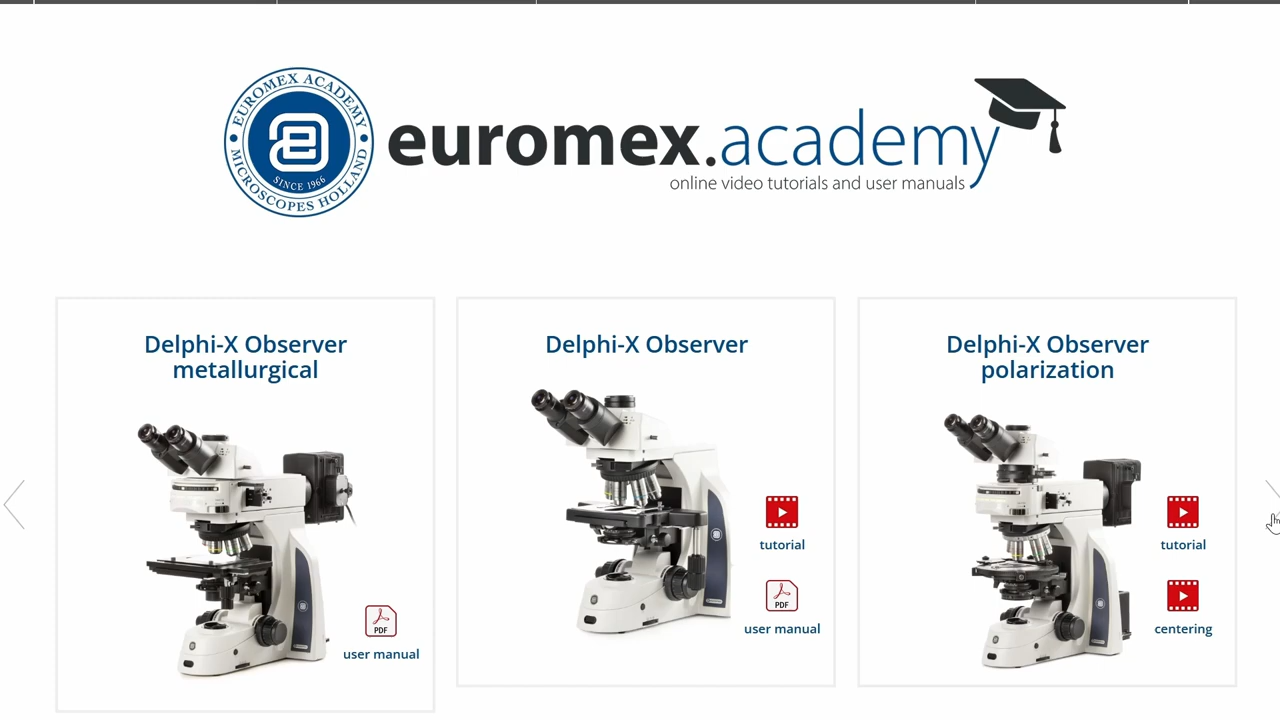 EUROMEX ACADEMY
MICROSCOPES HOLLAND
SINCE 1966
euromex.academy
online video tutorials and user manuals
Delphi-X Observer
metallurgical
PDF
user manual
Delphi-X Observer
tutorial
PDF
user manual
Delphi-X Observer
polarization
tutorial
centering